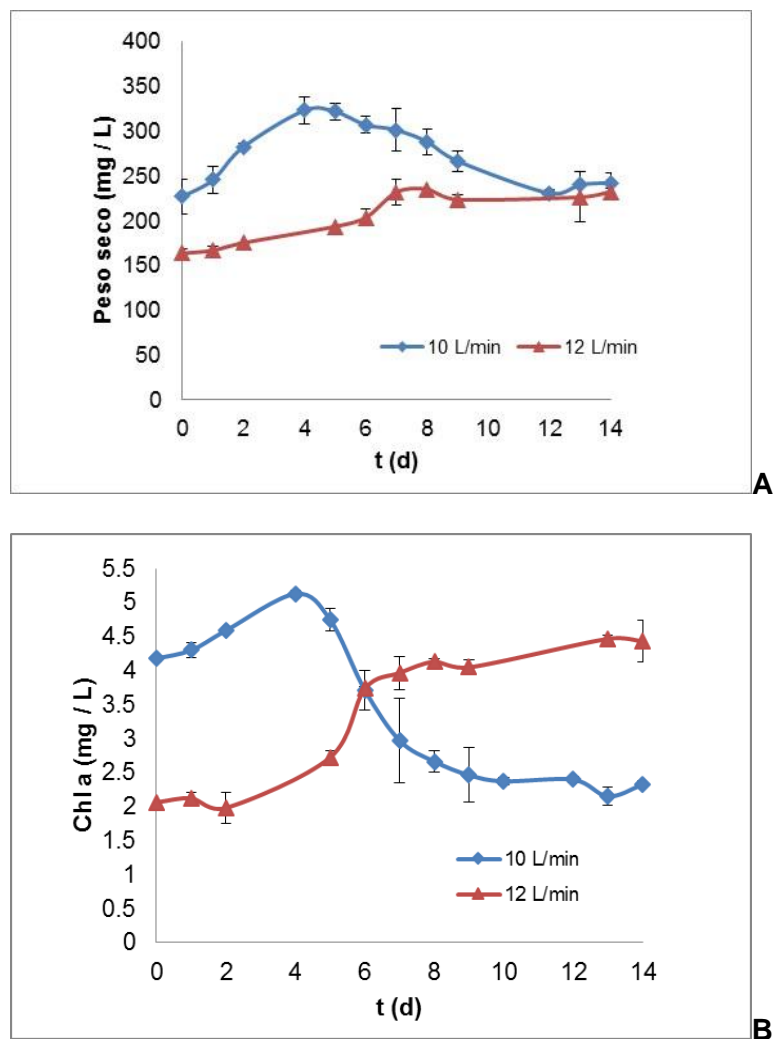 400
350
300
250
200
150
100
50
0
Peso seco (mg / L)
10 L/min
12 L/min
0 2 4 6 8 10 12 14
t (d)
A
5.5
5
4.5
4
3.5
3
2.5
2
1.5
1
0.5
0
Chl a (mg / L)
10 L/min
12 L/min
0 2 4 6 8 10 12 14
t (d)
B